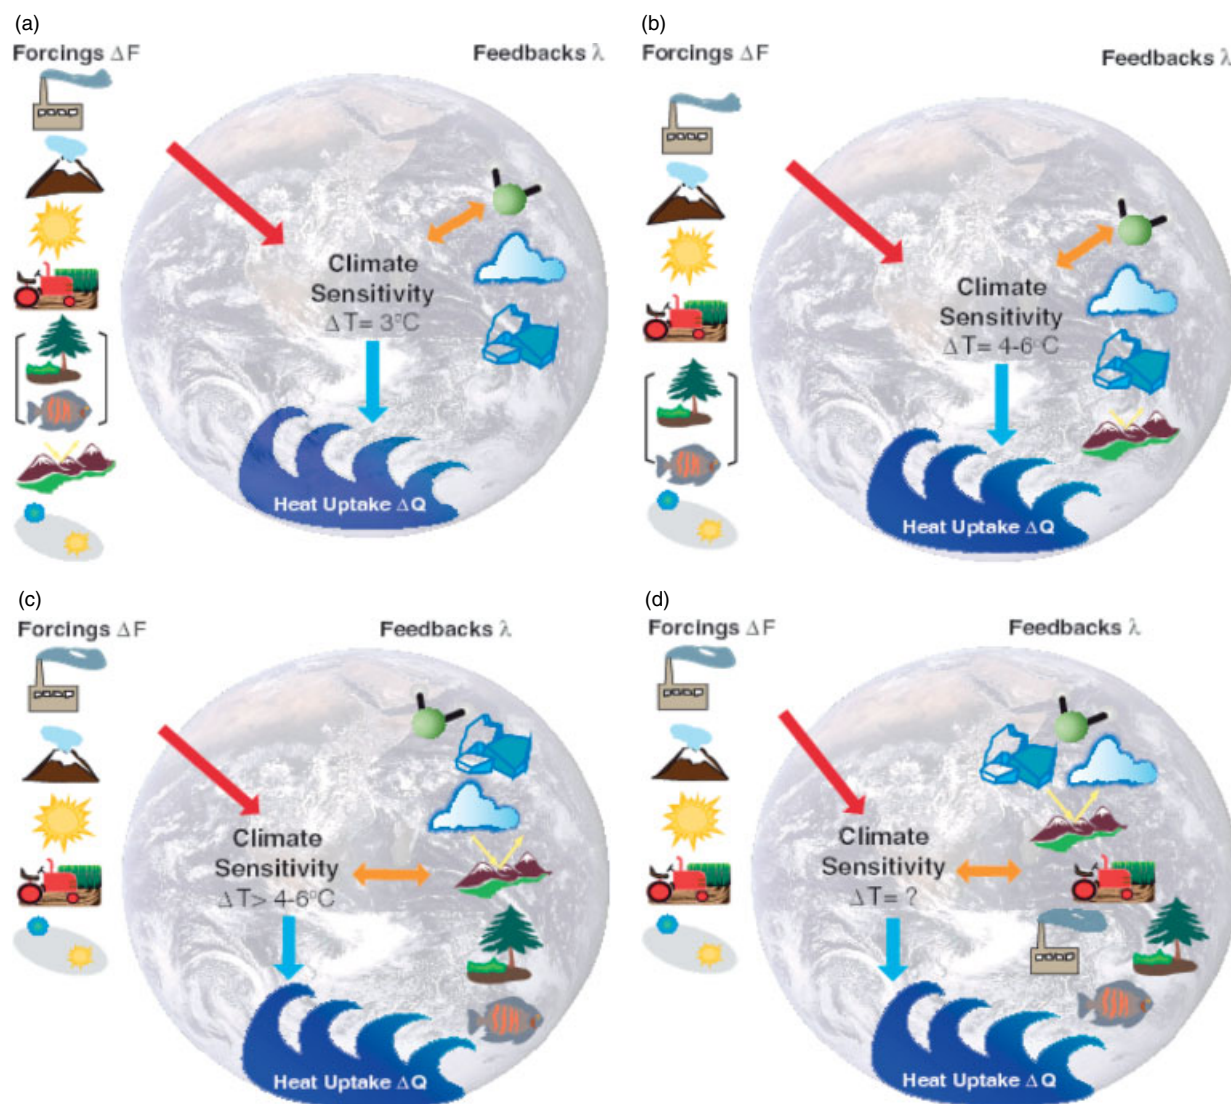 (a)
Forcings ΔF
Feedbacks λ
Climate
Sensitivity
ΔT= 3°C
Heat Uptake ΔQ
(b)
Forcings ΔF
Feedbacks λ
Climate
Sensitivity
ΔT= 4-6°C
Heat Uptake ΔQ
(c)
Forcings ΔF
Feedbacks λ
Climate
Sensitivity
ΔT> 4-6°C
Heat Uptake ΔQ
(d)
Forcings ΔF
Feedbacks λ
Climate
Sensitivity
ΔT= ?
Heat Uptake ΔQ